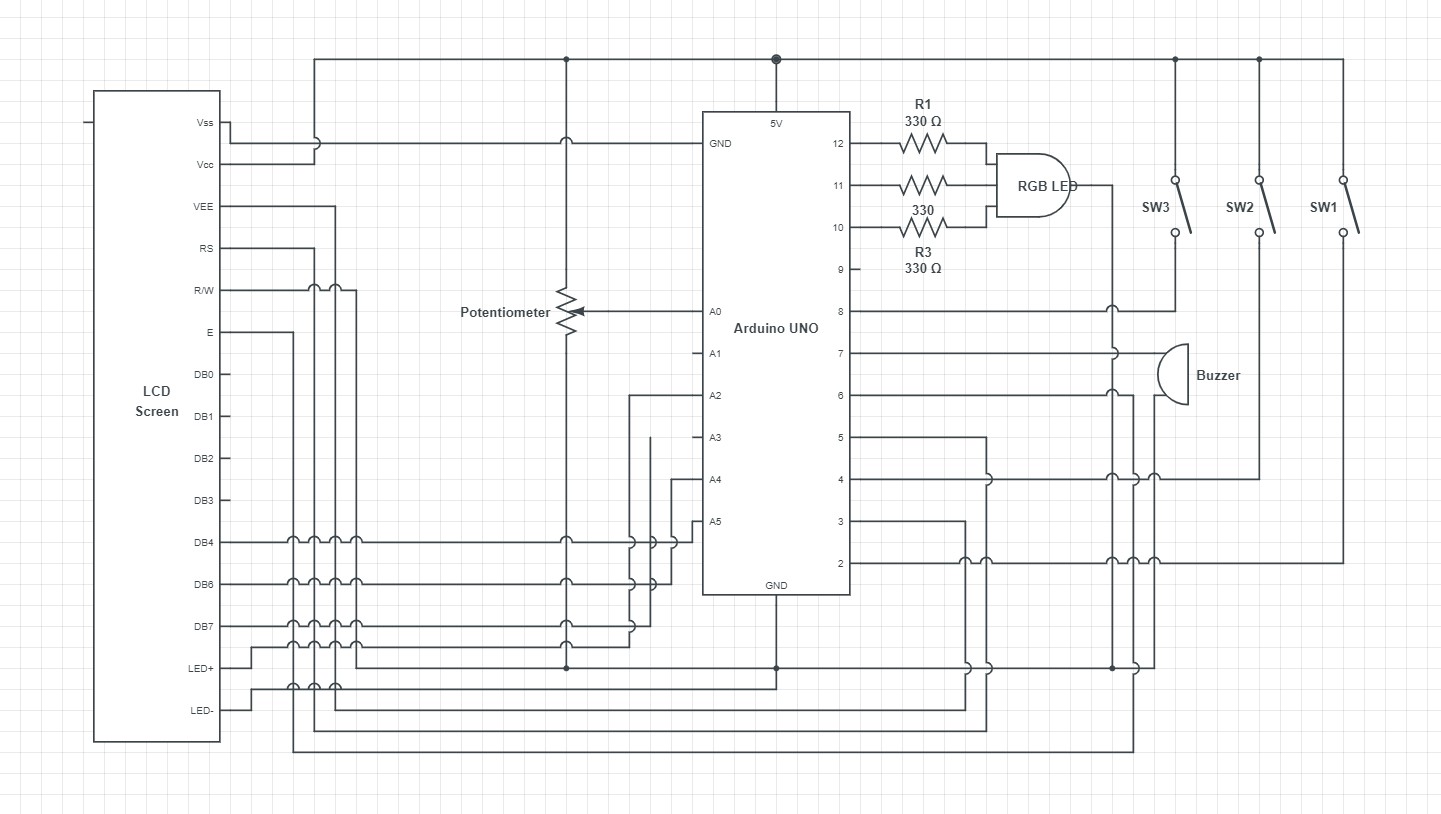 Vss
Vcc
VEE
RS
R/W
E
DB0
DB1
DB2
DB3
DB4
DB6
DB7
LED+
LED-
LCD
Screen
Potentiometer
5V
GND
A0
A1
A2
A3
A4
A5
Arduino UNO
GND
12
11
10
9
8
7
6
5
4
3
2
R1
330 Ω
330
R3
330 Ω
RGB LED
SW3
SW2
SW1
Buzzer